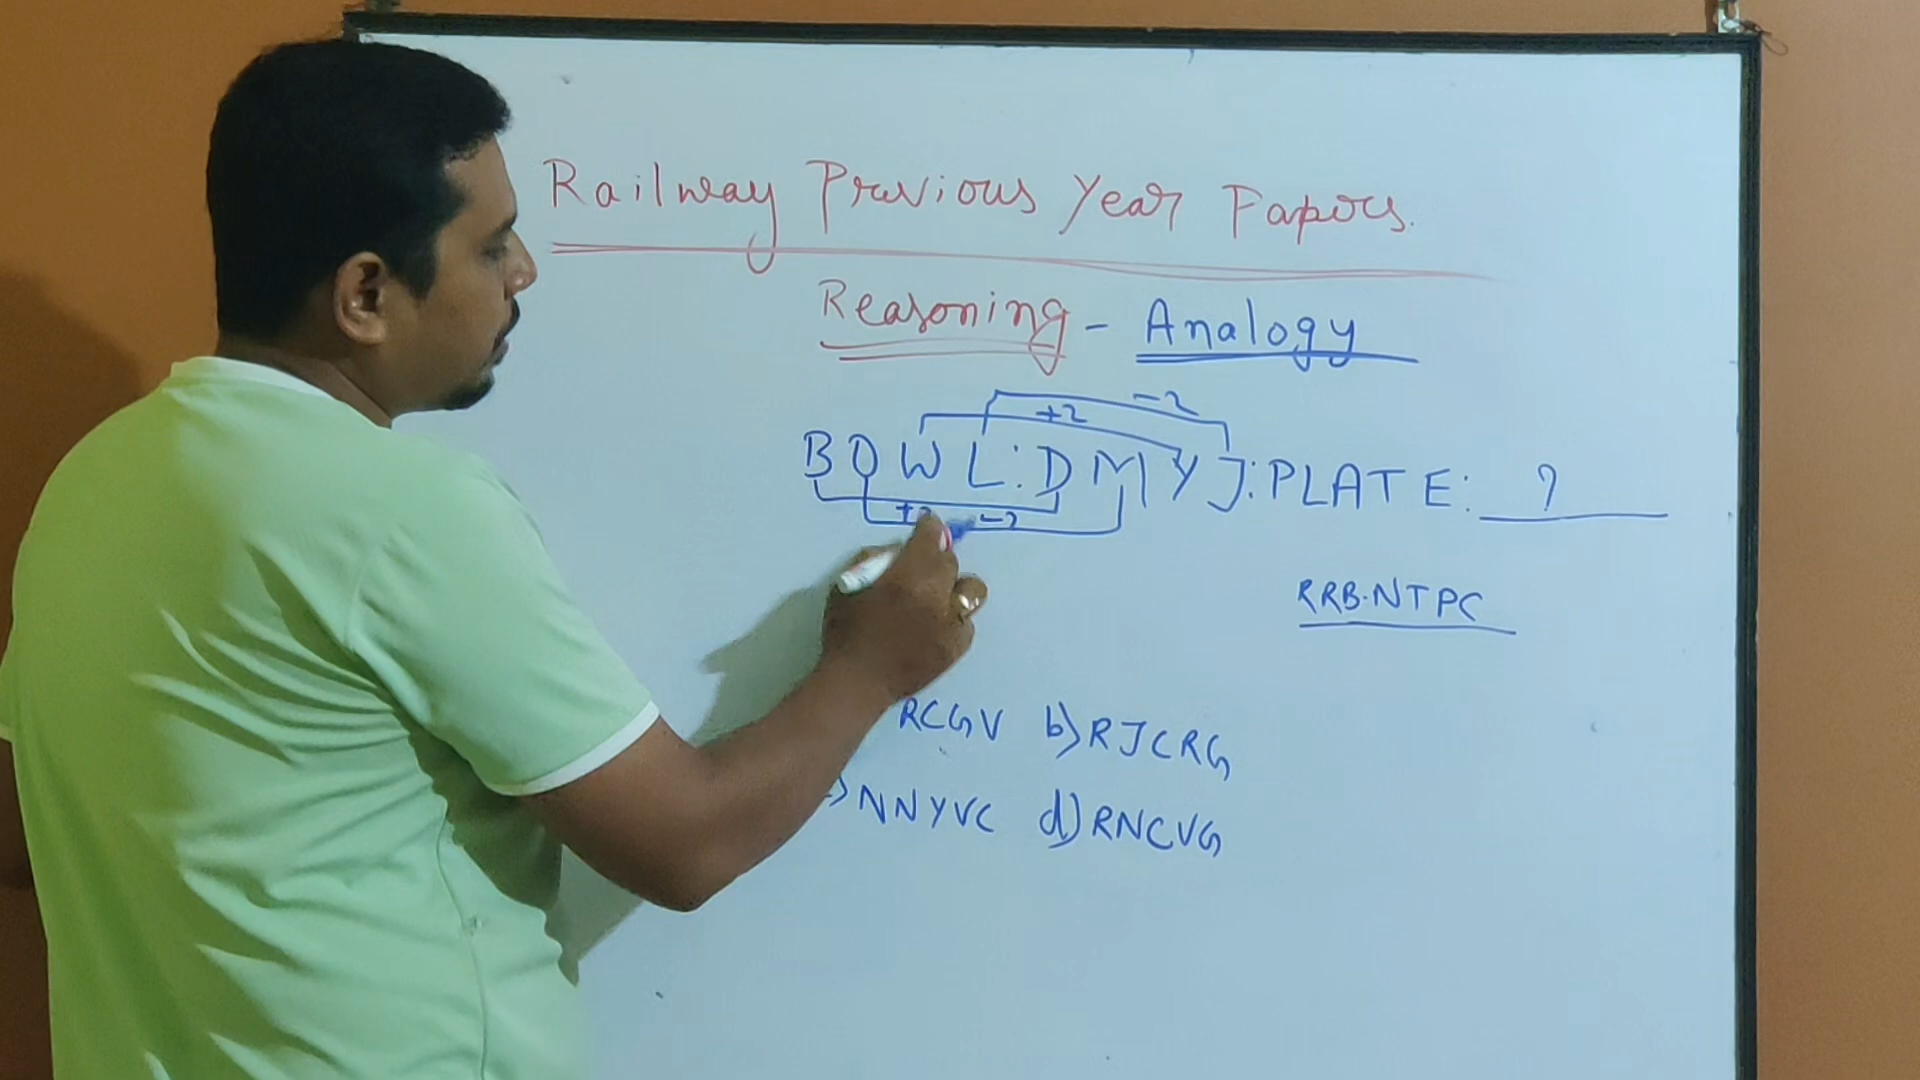 Railway Previous Year Papers.
Reasoning - Analogy
-2
+2
BOWL:DMYJ:PLATE: ?
+2 -2
RRB.NTPC
RCGV b) RJCRG
NNYVC d) RNCVG